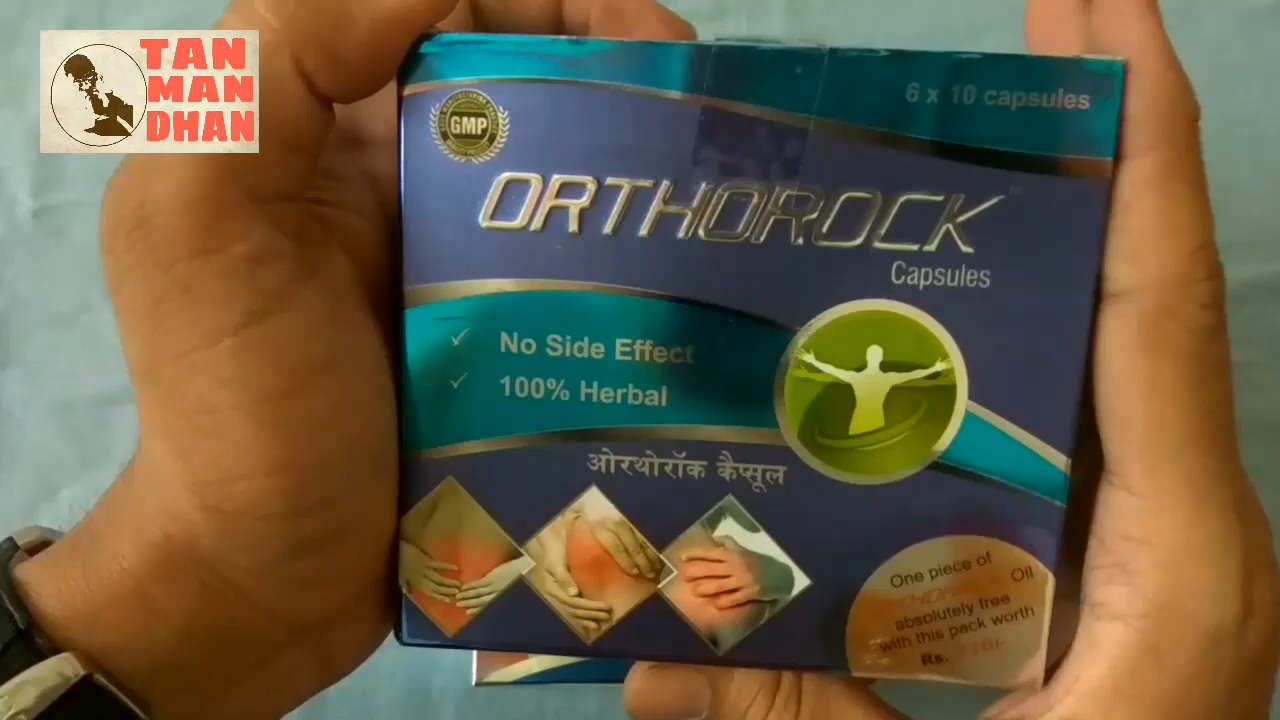 TAN
MAN
DHAN
6 x 10 capsules
GMP
ORTHOROCK
Capsules
No Side Effect
100% Herbal
ओरथोरॉक कैप्सूल
One piece of
Oil
absolutely free
with this pack worth
Rs.